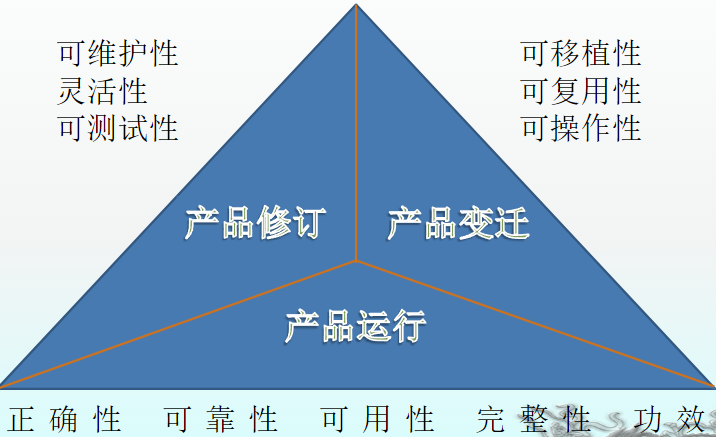 可维护性
灵活性
可测试性
可移植性
可复用性
可操作性
产品修订
产品变迁
产品运行
正确性 可靠性 可用性 完整性 功效